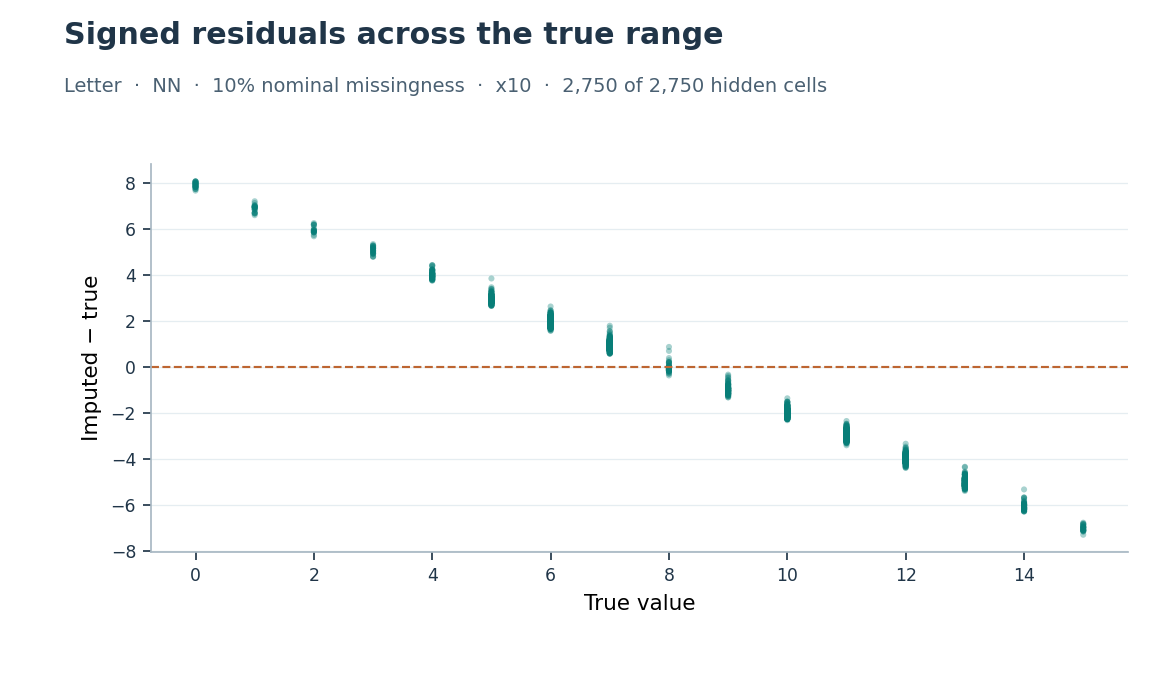 Signed residuals across the true range
Letter · NN · 10% nominal missingness · x10 · 2,750 of 2,750 hidden cells
Imputed − true
8
6
4
2
0
−2
−4
−6
−8
0 2 4 6 8 10 12 14
True value